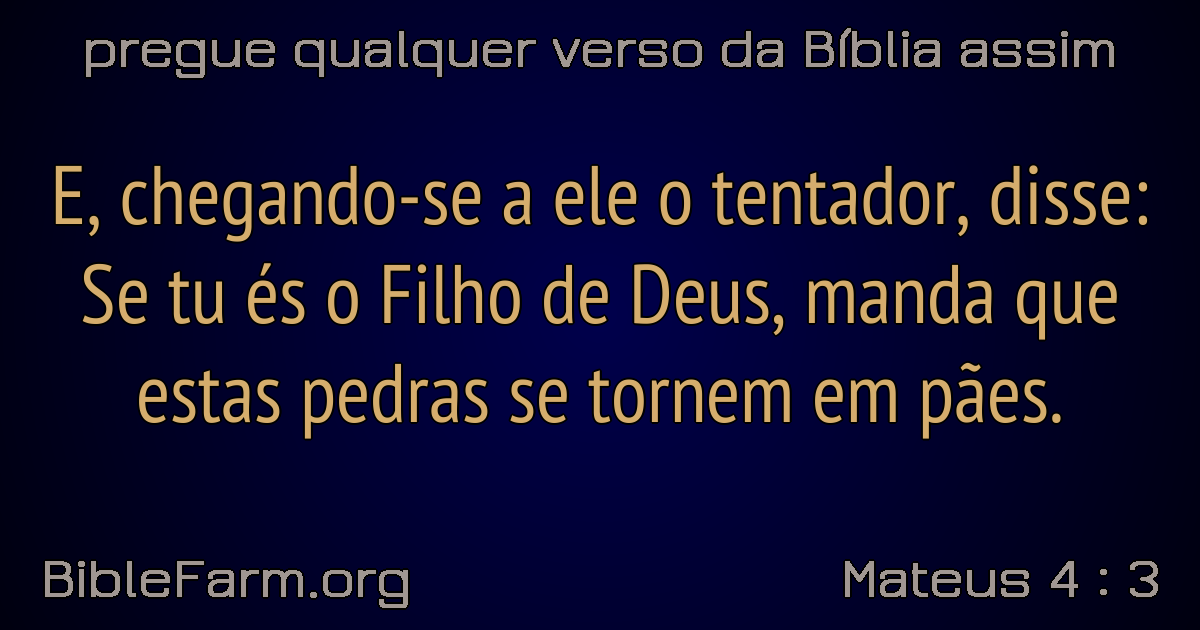 pregue qualquer verso da Bíblia assim
E, chegando-se a ele o tentador, disse:
Se tu és o Filho de Deus, manda que
estas pedras se tornem em pães.
BibleFarm.org
Mateus 4 : 3